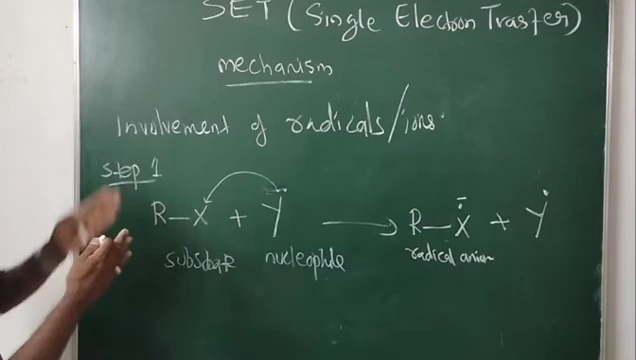 SET (Single Electron Trasfer)
mechanism
Involvement of radicals/ions.
Step 1
R—X + Ȳ: → R—Ẋ̄ + Ẏ
substrate nucleophile radical anion